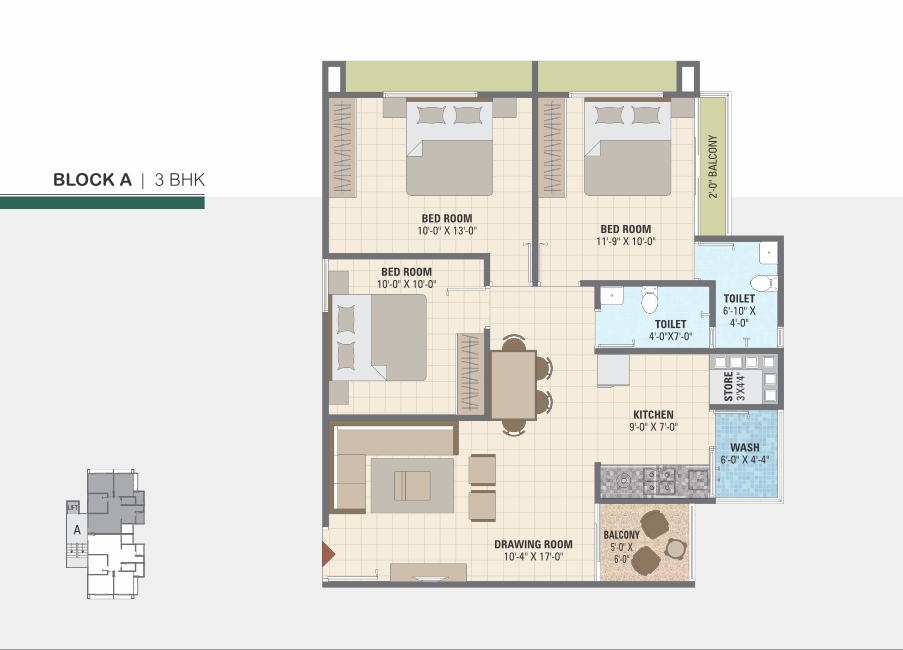 BLOCK A | 3 BHK
2'-0" BALCONY
BED ROOM
10'-0" X 13'-0"
BED ROOM
11'-9" X 10'-0"
BED ROOM
10'-0" X 10'-0"
TOILET
6'-10" X
4'-0"
TOILET
4'-0"X7'-0"
STORE
3'X4'4"
KITCHEN
9'-0" X 7'-0"
WASH
6'-0" X 4'-4"
DRAWING ROOM
10'-4" X 17'-0"
BALCONY
5'-0" X
6'-0"
LIFT
A